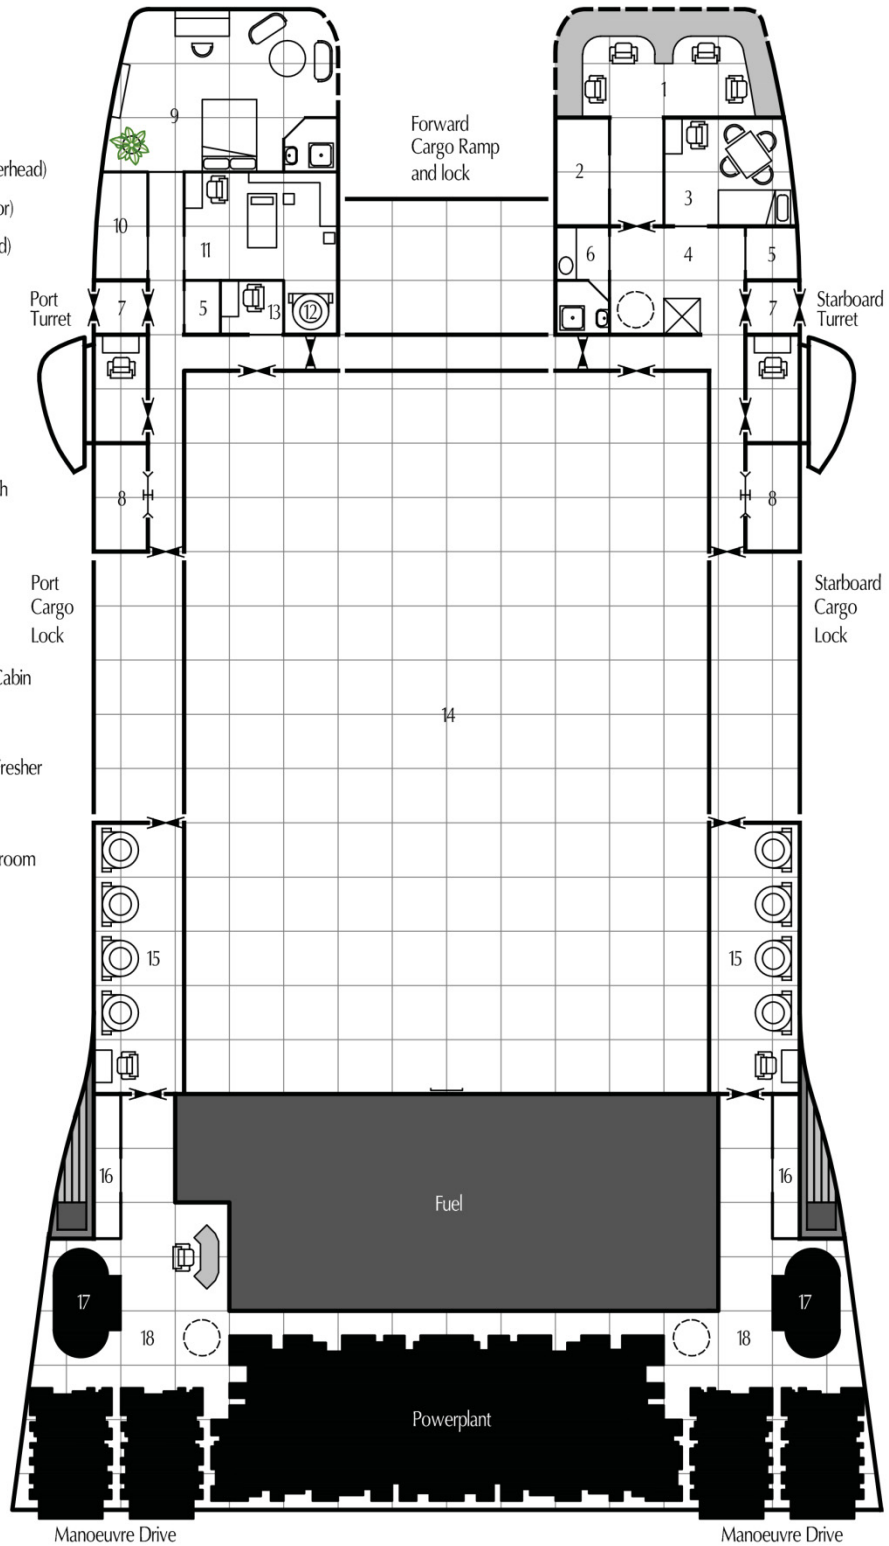 1
9
Forward
Cargo Ramp
and lock
erhead)
2
3
or)
10
6
4
5
d)
11
Port
Turret
7
5
13
12
7
Starboard
Turret
8
8
h
Port
Cargo
Lock
Starboard
Cargo
Lock
Cabin
14
resher
room
15
15
16
16
Fuel
17
17
18
18
Powerplant
Manoeuvre Drive
Manoeuvre Drive